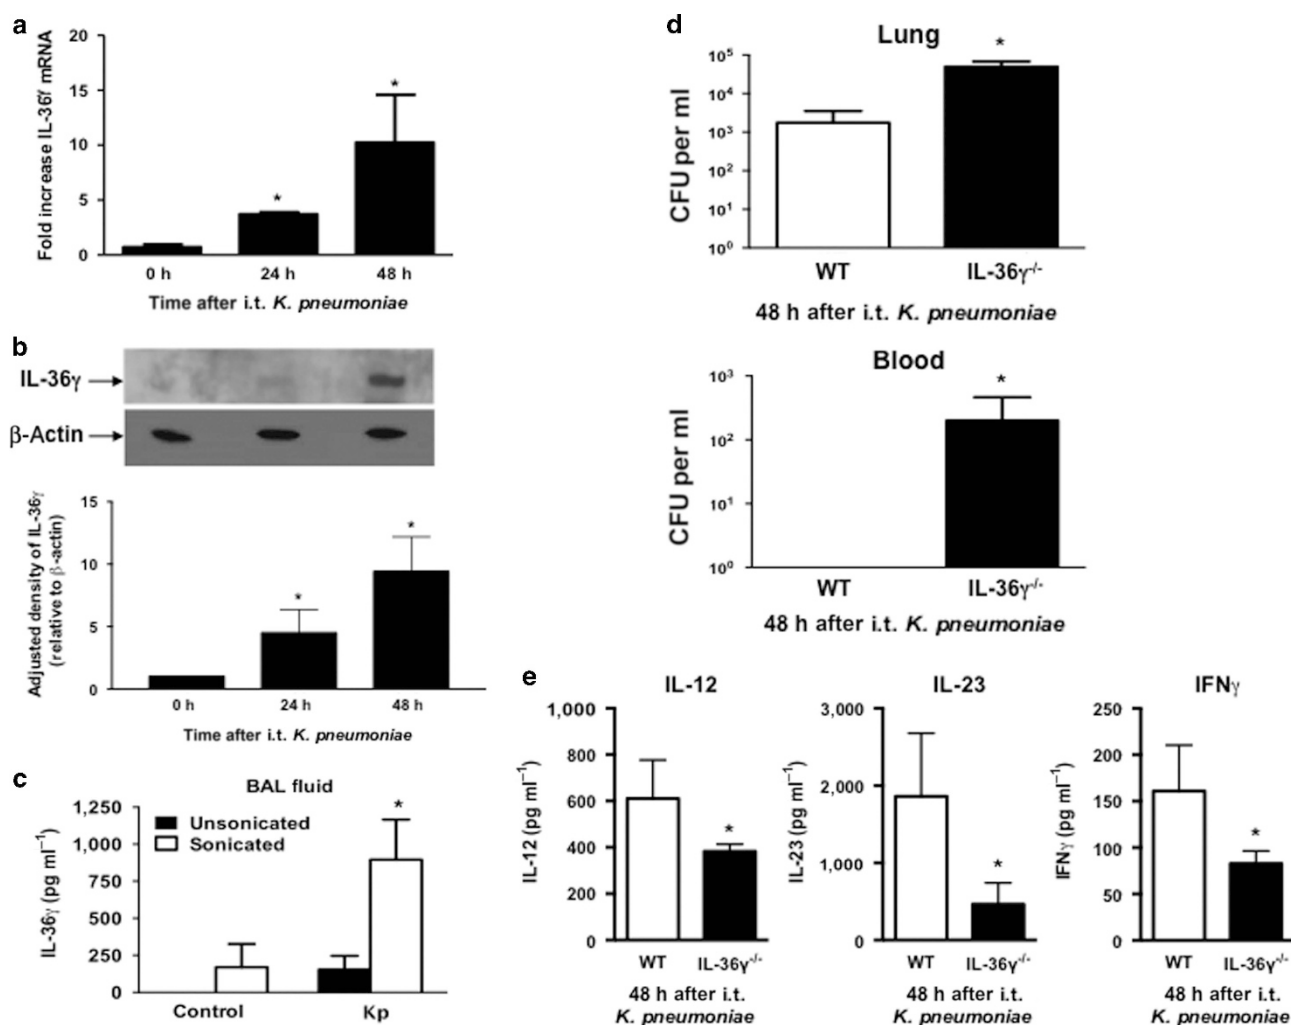 a
Fold increase IL-36γ mRNA
20
15
10
5
0
*
*
0 h 24 h 48 h
Time after i.t. K. pneumoniae
b
IL-36γ
β-Actin
Adjusted density of IL-36γ
(relative to β-actin)
15
10
5
0
*
*
0 h 24 h 48 h
Time after i.t. K. pneumoniae
c
BAL fluid
IL-36γ (pg ml⁻¹)
1,250
1,000
750
500
250
0
Unsonicated
Sonicated
*
Control Kp
d
Lung
CFU per ml
10⁵
10⁴
10³
10²
10¹
10⁰
*
WT IL-36γ⁻/⁻
48 h after i.t. K. pneumoniae
Blood
CFU per ml
10³
10²
10¹
10⁰
*
WT IL-36γ⁻/⁻
48 h after i.t. K. pneumoniae
e
IL-12
IL-12 (pg ml⁻¹)
1,000
800
600
400
200
0
*
WT IL-36γ⁻/⁻
48 h after i.t.
K. pneumoniae
IL-23
IL-23 (pg ml⁻¹)
3,000
2,000
1,000
0
*
WT IL-36γ⁻/⁻
48 h after i.t.
K. pneumoniae
IFNγ
IFNγ (pg ml⁻¹)
250
200
150
100
50
0
*
WT IL-36γ⁻/⁻
48 h after i.t.
K. pneumoniae